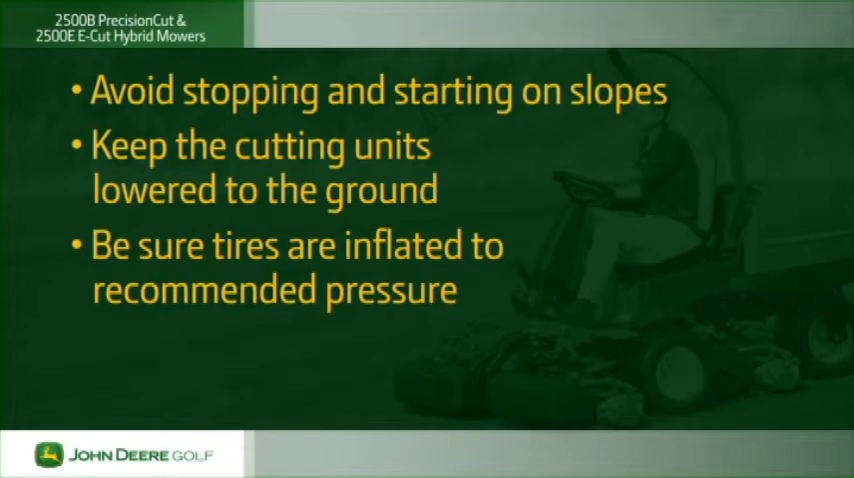 2500B PrecisionCut &
2500E E-Cut Hybrid Mowers
• Avoid stopping and starting on slopes
• Keep the cutting units
lowered to the ground
• Be sure tires are inflated to
recommended pressure
JOHN DEERE GOLF